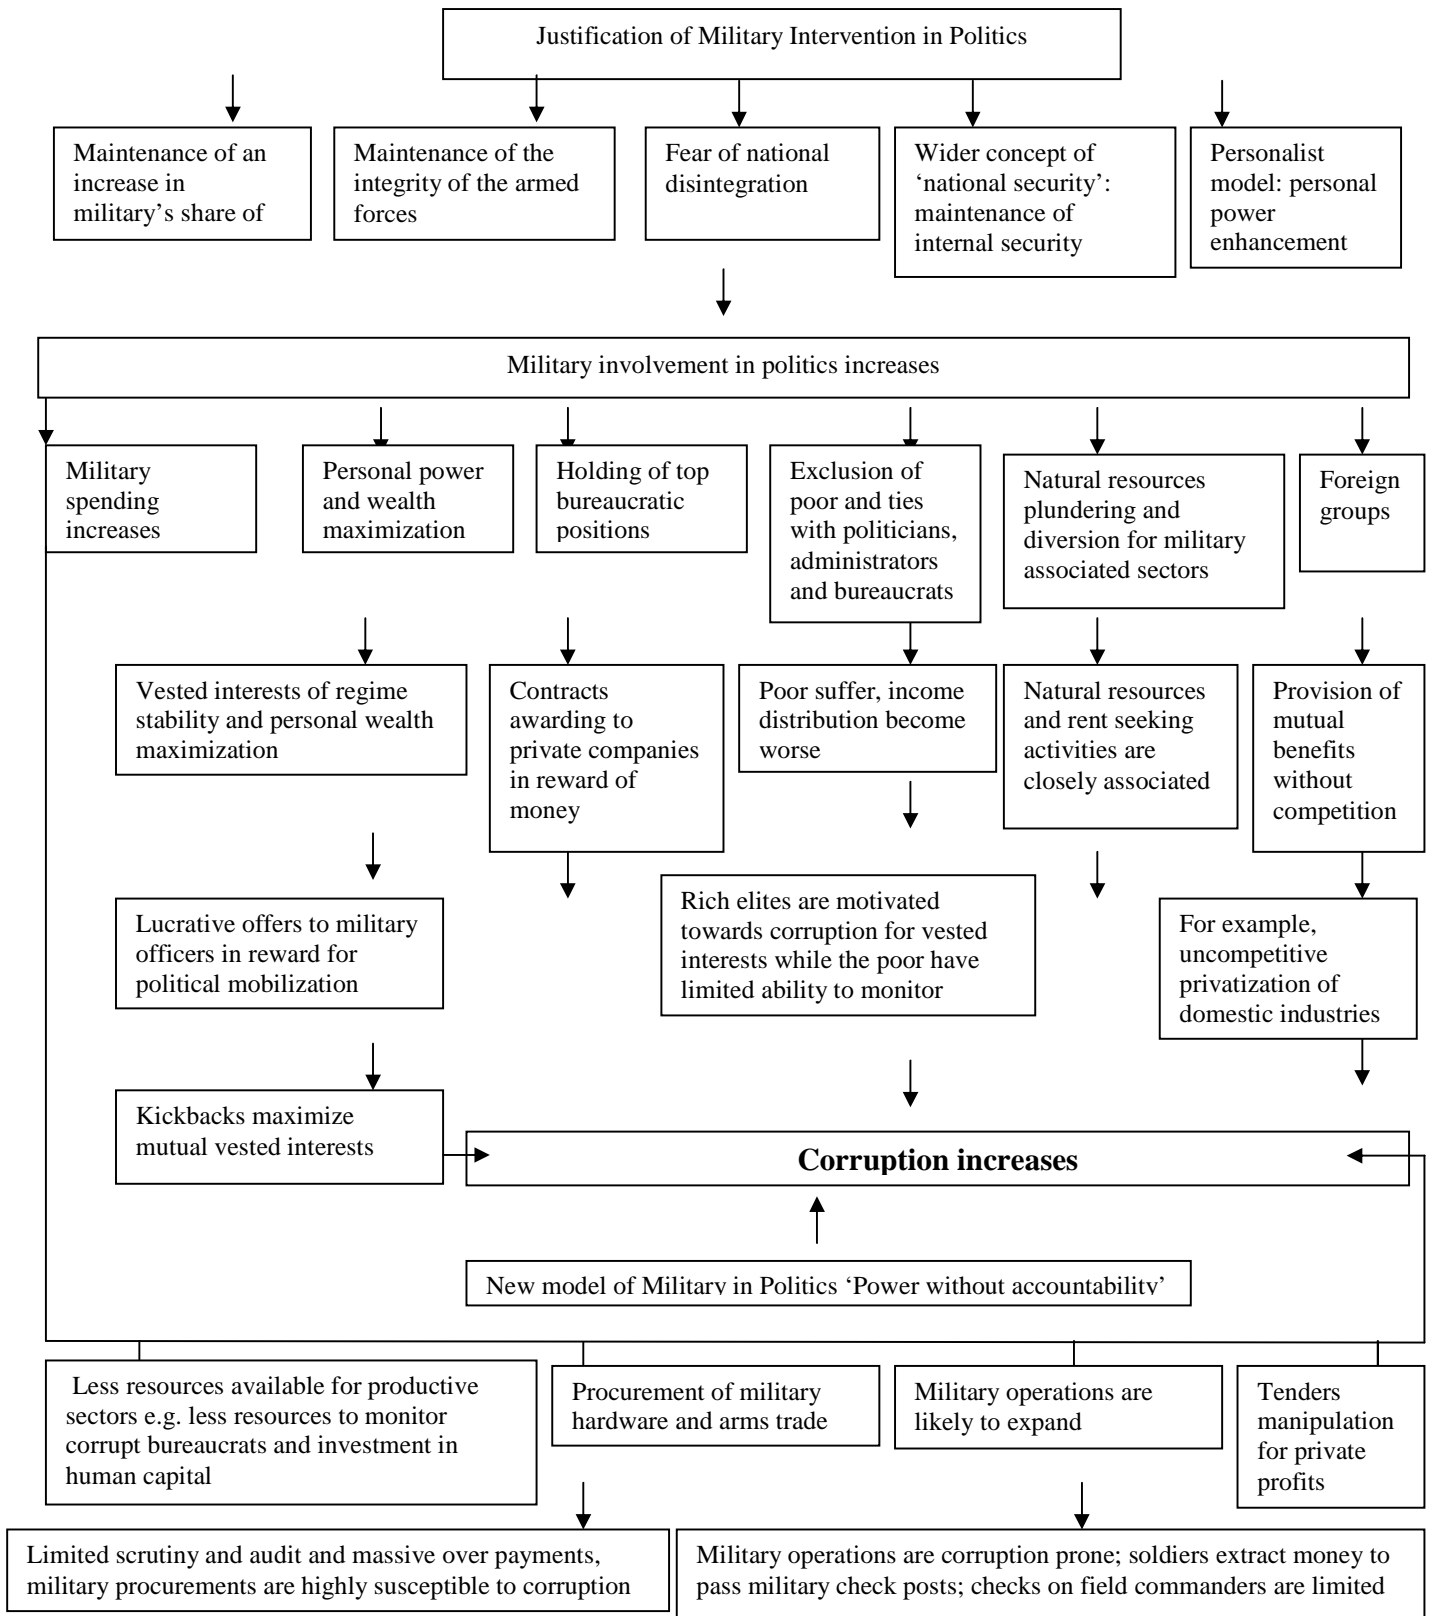 Justification of Military Intervention in Politics
Maintenance of an
increase in
military’s share of
Maintenance of the
integrity of the armed
forces
Fear of national
disintegration
Wider concept of
‘national security’:
maintenance of
internal security
Personalist
model: personal
power
enhancement
Military involvement in politics increases
Military
spending
increases
Personal power
and wealth
maximization
Holding of top
bureaucratic
positions
Exclusion of
poor and ties
with politicians,
administrators
and bureaucrats
Natural resources
plundering and
diversion for military
associated sectors
Foreign
groups
Vested interests of regime
stability and personal wealth
maximization
Contracts
awarding to
private companies
in reward of
money
Poor suffer, income
distribution become
worse
Natural resources
and rent seeking
activities are
closely associated
Provision of
mutual
benefits
without
competition
Lucrative offers to military
officers in reward for
political mobilization
Rich elites are motivated
towards corruption for vested
interests while the poor have
limited ability to monitor
For example,
uncompetitive
privatization of
domestic industries
Kickbacks maximize
mutual vested interests
Corruption increases
New model of Military in Politics ‘Power without accountability’
Less resources available for productive
sectors e.g. less resources to monitor
corrupt bureaucrats and investment in
human capital
Procurement of military
hardware and arms trade
Military operations are
likely to expand
Tenders
manipulation
for private
profits
Limited scrutiny and audit and massive over payments,
military procurements are highly susceptible to corruption
Military operations are corruption prone; soldiers extract money to
pass military check posts; checks on field commanders are limited